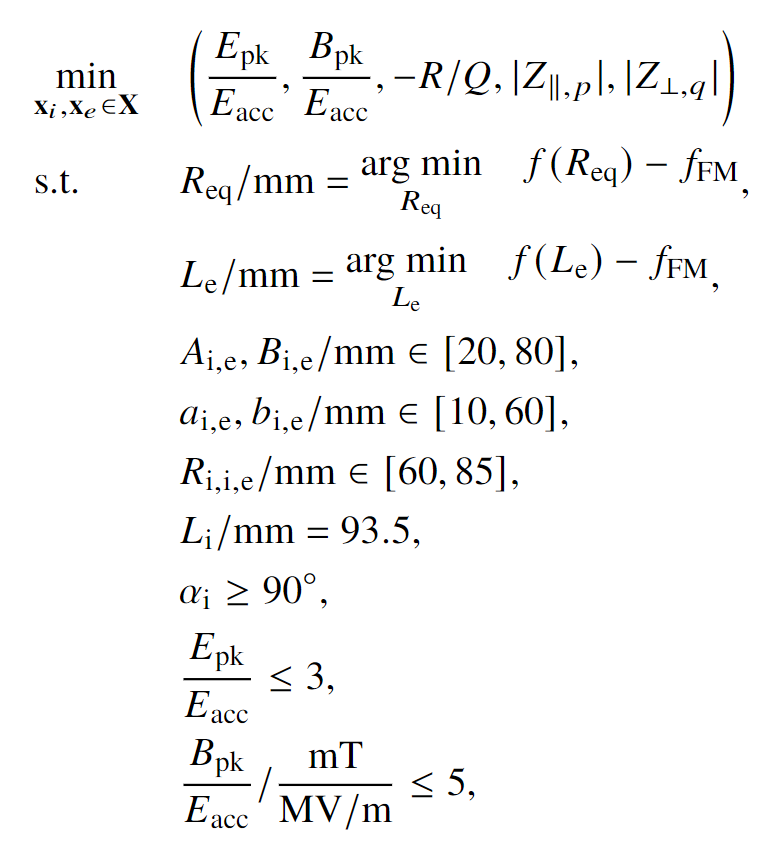 min_{𝐱_i, 𝐱_e ∈ 𝐗} ( E_pk/E_acc, B_pk/E_acc, −R/Q, |Z_{∥,p}|, |Z_{⊥,q}| )
s.t. R_eq/mm = arg min_{R_eq} f(R_eq) − f_FM,
L_e/mm = arg min_{L_e} f(L_e) − f_FM,
A_{i,e}, B_{i,e}/mm ∈ [20, 80],
a_{i,e}, b_{i,e}/mm ∈ [10, 60],
R_{i,i,e}/mm ∈ [60, 85],
L_i/mm = 93.5,
α_i ≥ 90°,
E_pk/E_acc ≤ 3,
B_pk/E_acc / mT/(MV/m) ≤ 5,